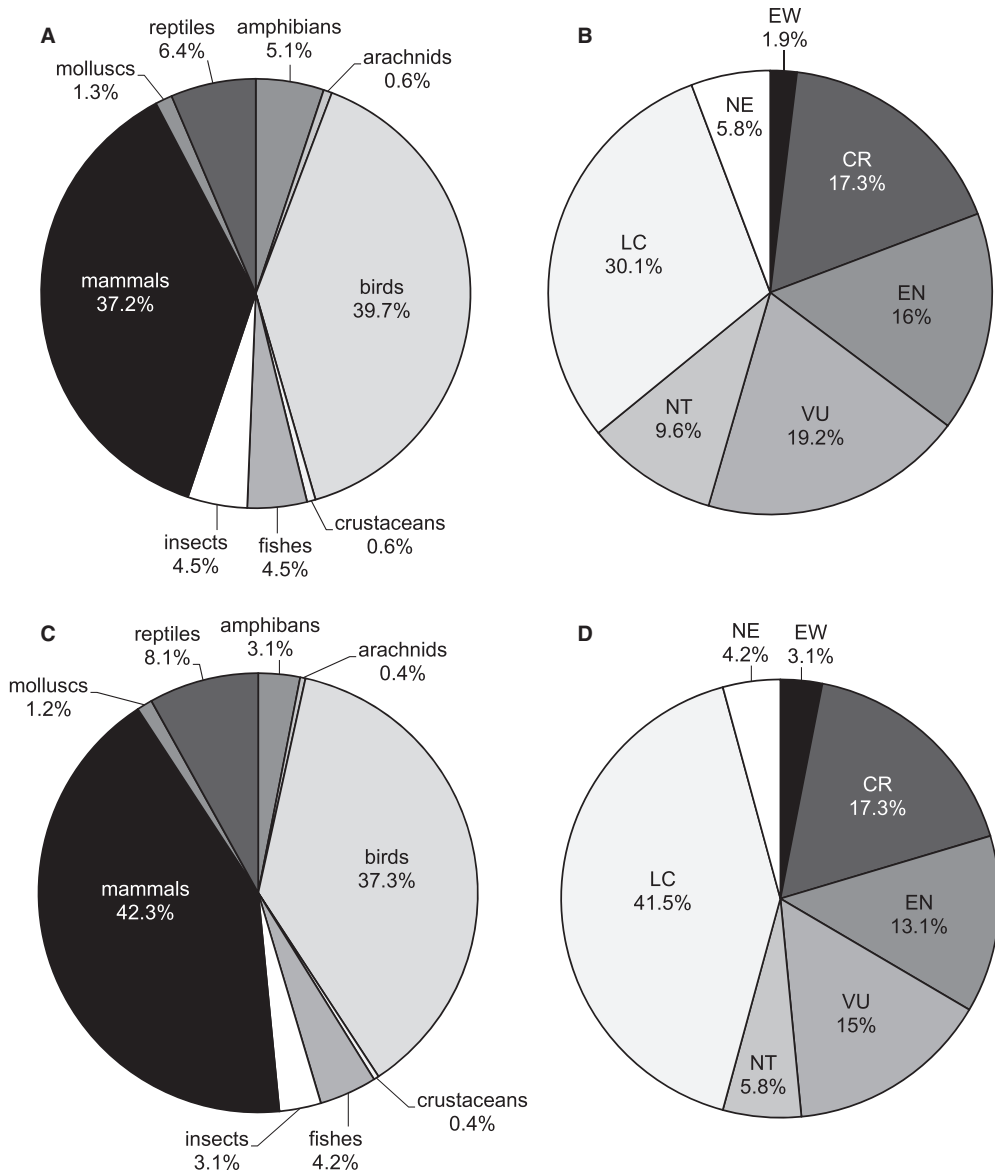 A
reptiles
6.4%
amphibians
5.1%
arachnids
0.6%
molluscs
1.3%
mammals
37.2%
birds
39.7%
insects
4.5%
fishes
4.5%
crustaceans
0.6%
B
EW
1.9%
NE
5.8%
CR
17.3%
LC
30.1%
EN
16%
NT
9.6%
VU
19.2%
C
reptiles
8.1%
amphibans
3.1%
arachnids
0.4%
molluscs
1.2%
mammals
42.3%
birds
37.3%
insects
3.1%
fishes
4.2%
crustaceans
0.4%
D
NE
4.2%
EW
3.1%
CR
17.3%
LC
41.5%
EN
13.1%
VU
15%
NT
5.8%